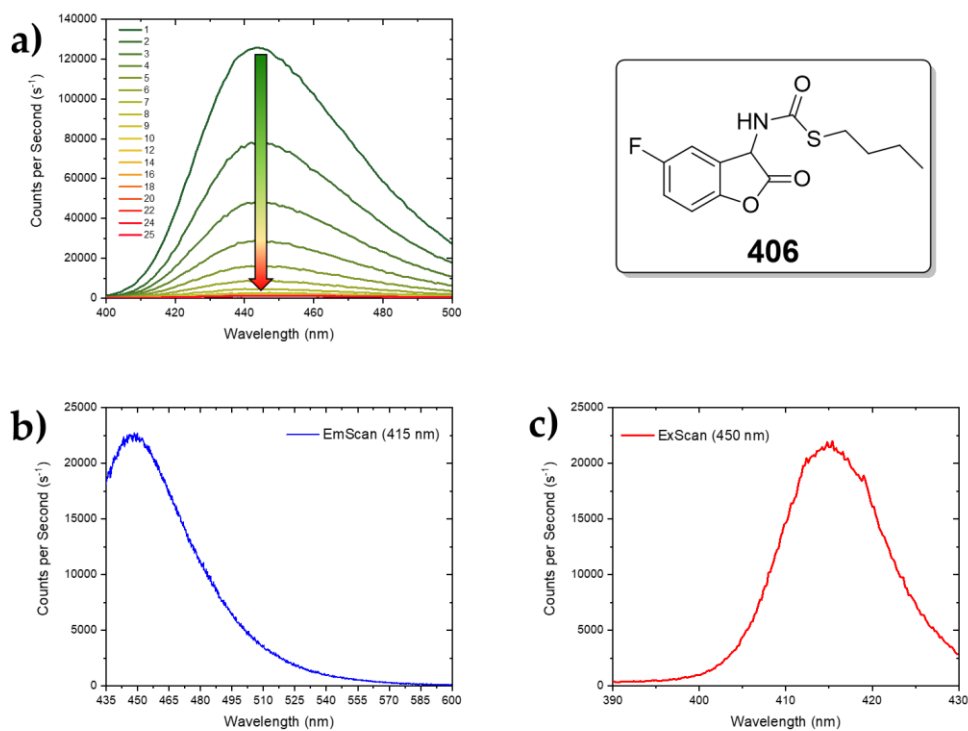 a)
Counts per Second (s⁻¹)
140000
120000
100000
80000
60000
40000
20000
0
1
2
3
4
5
6
7
8
9
10
12
14
16
18
20
22
24
25
400 420 440 460 480 500
Wavelength (nm)
HN
O
S
F
O
O
406
b)
Counts per Second (s⁻¹)
25000
20000
15000
10000
5000
0
EmScan (415 nm)
435 450 465 480 495 510 525 540 555 570 585 600
Wavelength (nm)
c)
Counts per Second (s⁻¹)
25000
20000
15000
10000
5000
0
ExScan (450 nm)
390 400 410 420 430
Wavelength (nm)